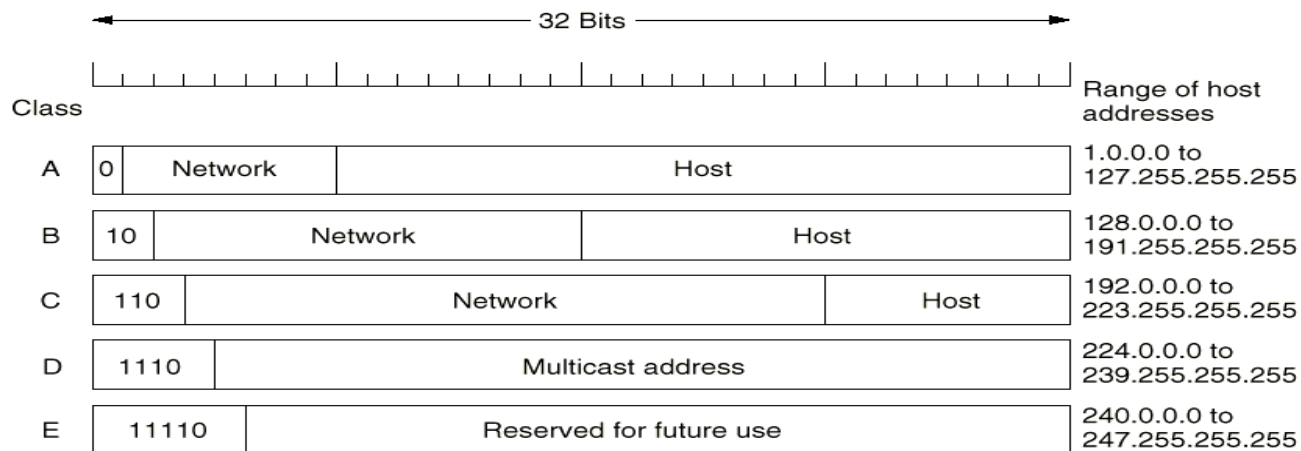 32 Bits
Range of host
addresses
Class
A 0 Network Host 1.0.0.0 to
127.255.255.255
B 10 Network Host 128.0.0.0 to
191.255.255.255
C 110 Network Host 192.0.0.0 to
223.255.255.255
D 1110 Multicast address 224.0.0.0 to
239.255.255.255
E 11110 Reserved for future use 240.0.0.0 to
247.255.255.255